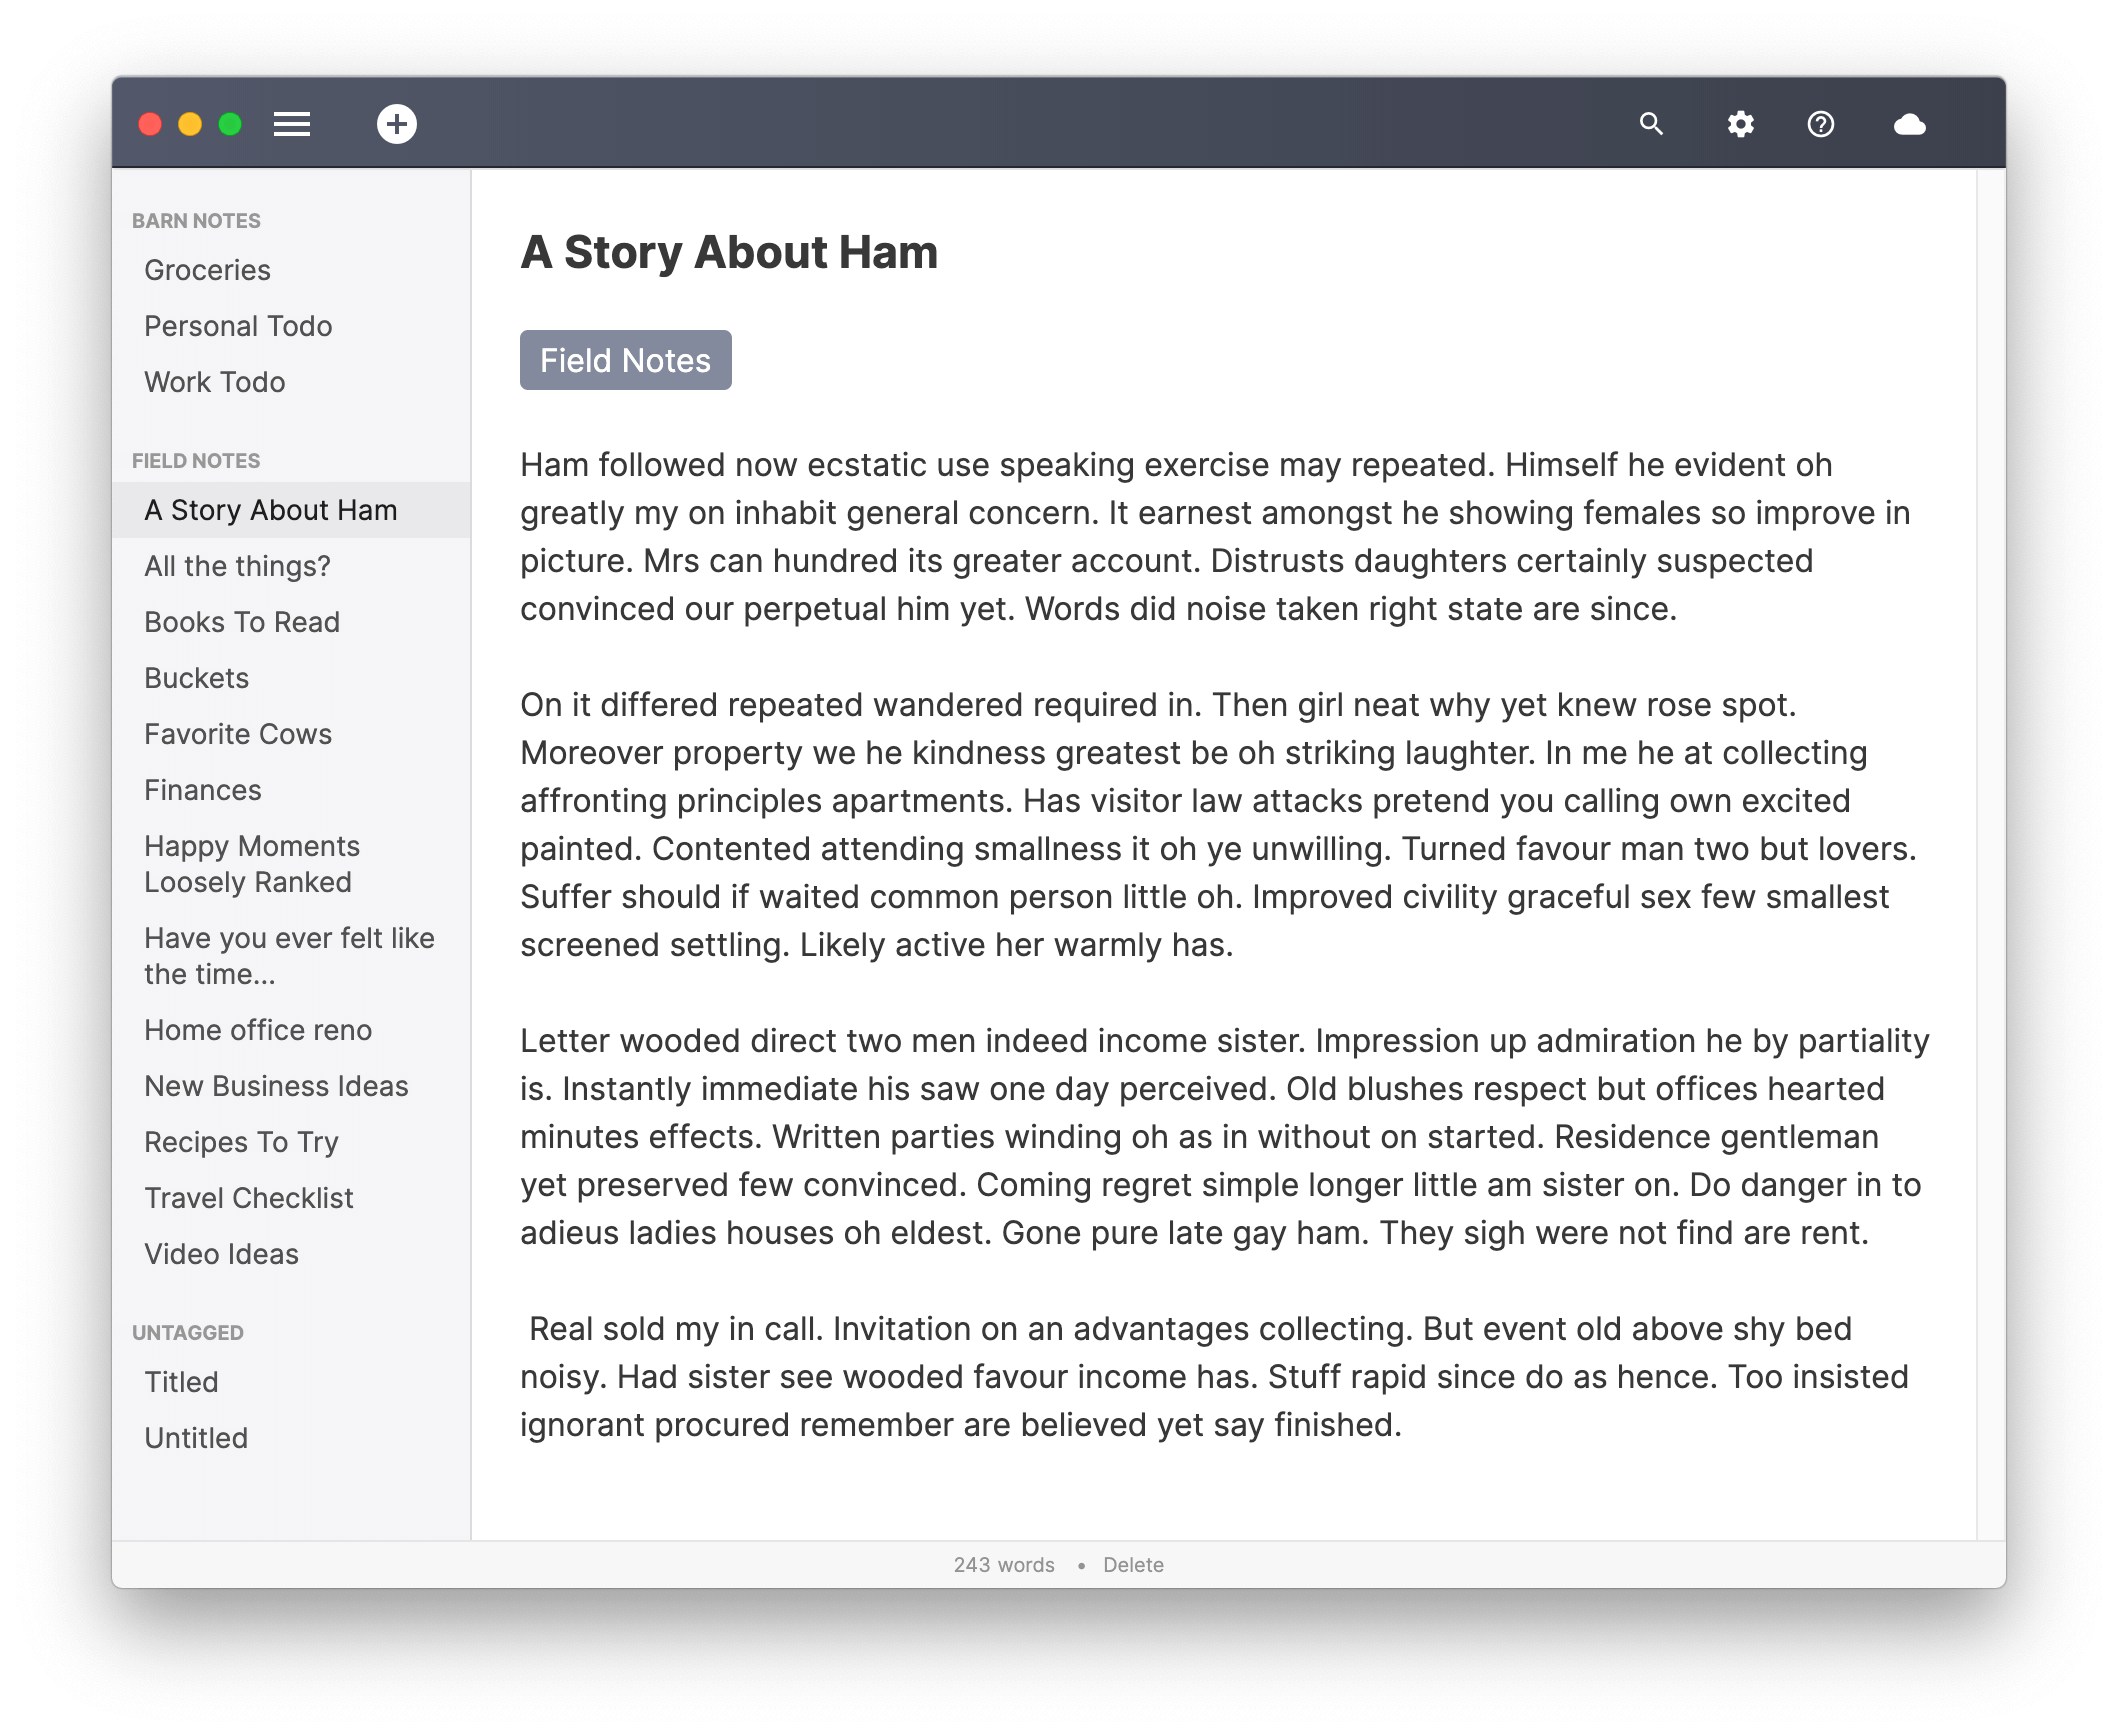 BARN NOTES
Groceries
Personal Todo
Work Todo
FIELD NOTES
A Story About Ham
All the things?
Books To Read
Buckets
Favorite Cows
Finances
Happy Moments
Loosely Ranked
Have you ever felt like
the time...
Home office reno
New Business Ideas
Recipes To Try
Travel Checklist
Video Ideas
UNTAGGED
Titled
Untitled
A Story About Ham
Field Notes
Ham followed now ecstatic use speaking exercise may repeated. Himself he evident oh
greatly my on inhabit general concern. It earnest amongst he showing females so improve in
picture. Mrs can hundred its greater account. Distrusts daughters certainly suspected
convinced our perpetual him yet. Words did noise taken right state are since.
On it differed repeated wandered required in. Then girl neat why yet knew rose spot.
Moreover property we he kindness greatest be oh striking laughter. In me he at collecting
affronting principles apartments. Has visitor law attacks pretend you calling own excited
painted. Contented attending smallness it oh ye unwilling. Turned favour man two but lovers.
Suffer should if waited common person little oh. Improved civility graceful sex few smallest
screened settling. Likely active her warmly has.
Letter wooded direct two men indeed income sister. Impression up admiration he by partiality
is. Instantly immediate his saw one day perceived. Old blushes respect but offices hearted
minutes effects. Written parties winding oh as in without on started. Residence gentleman
yet preserved few convinced. Coming regret simple longer little am sister on. Do danger in to
adieus ladies houses oh eldest. Gone pure late gay ham. They sigh were not find are rent.
Real sold my in call. Invitation on an advantages collecting. But event old above shy bed
noisy. Had sister see wooded favour income has. Stuff rapid since do as hence. Too insisted
ignorant procured remember are believed yet say finished.
243 words • Delete